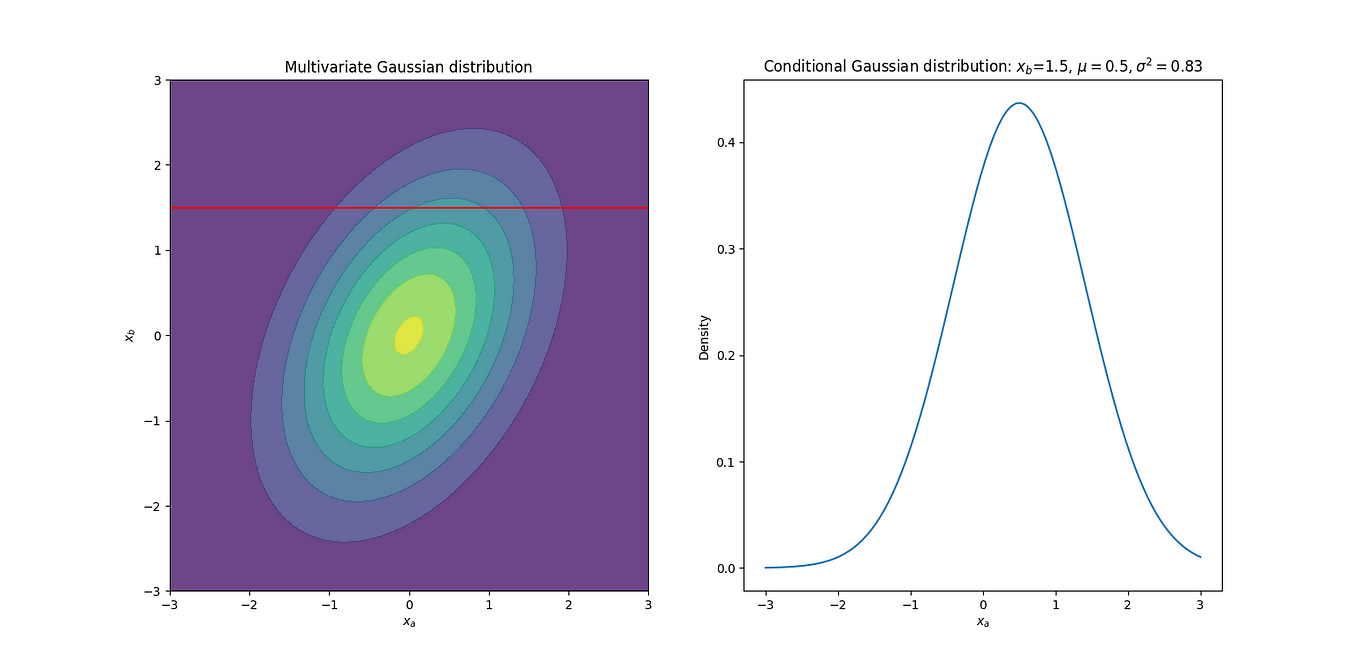 Multivariate Gaussian distribution
3
2
1
0
−1
−2
−3
x_b
−3 −2 −1 0 1 2 3
x_a
Conditional Gaussian distribution: x_b=1.5, μ = 0.5, σ² = 0.83
0.4
0.3
0.2
0.1
0.0
Density
−3 −2 −1 0 1 2 3
x_a